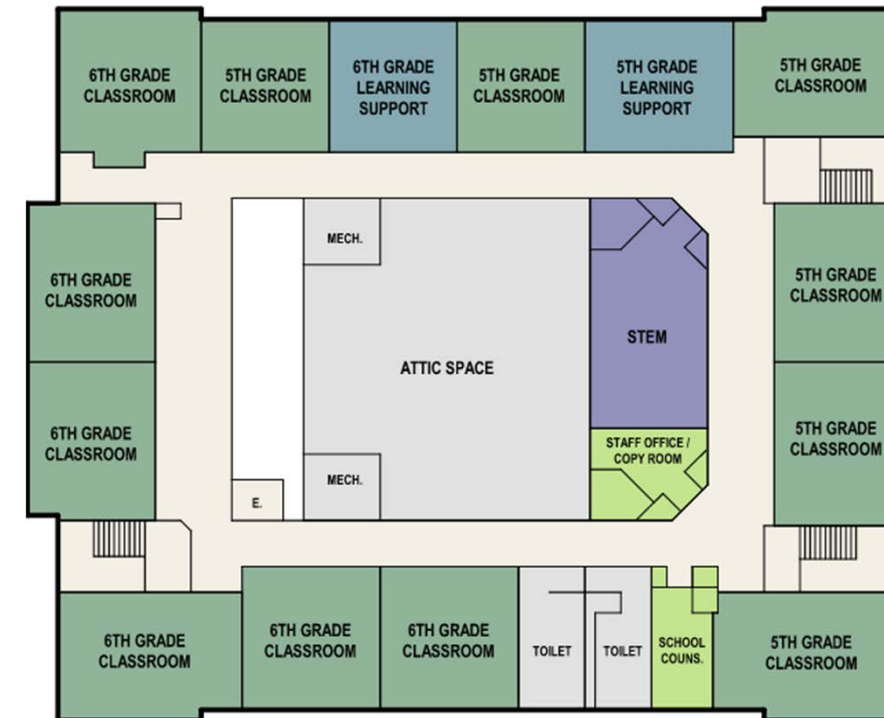 6TH GRADE
CLASSROOM
5TH GRADE
CLASSROOM
6TH GRADE
LEARNING
SUPPORT
5TH GRADE
CLASSROOM
5TH GRADE
LEARNING
SUPPORT
5TH GRADE
CLASSROOM
MECH.
6TH GRADE
CLASSROOM
5TH GRADE
CLASSROOM
STEM
ATTIC SPACE
6TH GRADE
CLASSROOM
5TH GRADE
CLASSROOM
STAFF OFFICE /
COPY ROOM
MECH.
E.
6TH GRADE
CLASSROOM
6TH GRADE
CLASSROOM
6TH GRADE
CLASSROOM
TOILET
TOILET
SCHOOL
COUNS.
5TH GRADE
CLASSROOM